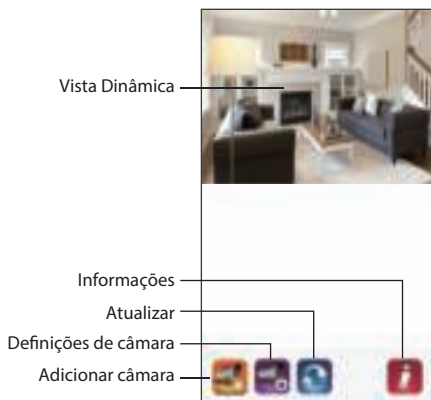 Vista Dinâmica
Informações
Atualizar
Definições de câmara
Adicionar câmara